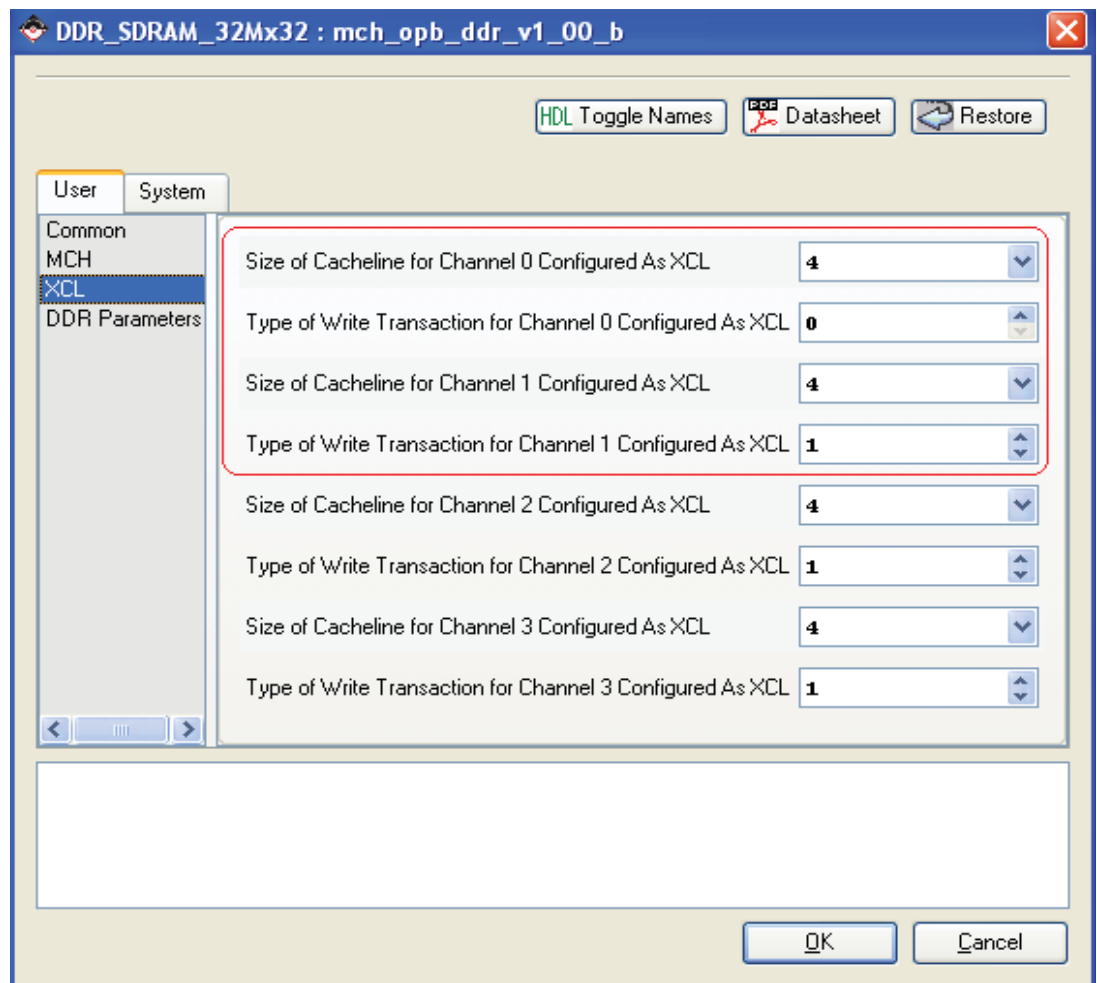 DDR_SDRAM_32Mx32 : mch_opb_ddr_v1_00_b
HDL Toggle Names
PDF Datasheet
Restore
User System
Common
MCH
XCL
DDR Parameters
Size of Cacheline for Channel 0 Configured As XCL 4
Type of Write Transaction for Channel 0 Configured As XCL 0
Size of Cacheline for Channel 1 Configured As XCL 4
Type of Write Transaction for Channel 1 Configured As XCL 1
Size of Cacheline for Channel 2 Configured As XCL 4
Type of Write Transaction for Channel 2 Configured As XCL 1
Size of Cacheline for Channel 3 Configured As XCL 4
Type of Write Transaction for Channel 3 Configured As XCL 1
OK Cancel